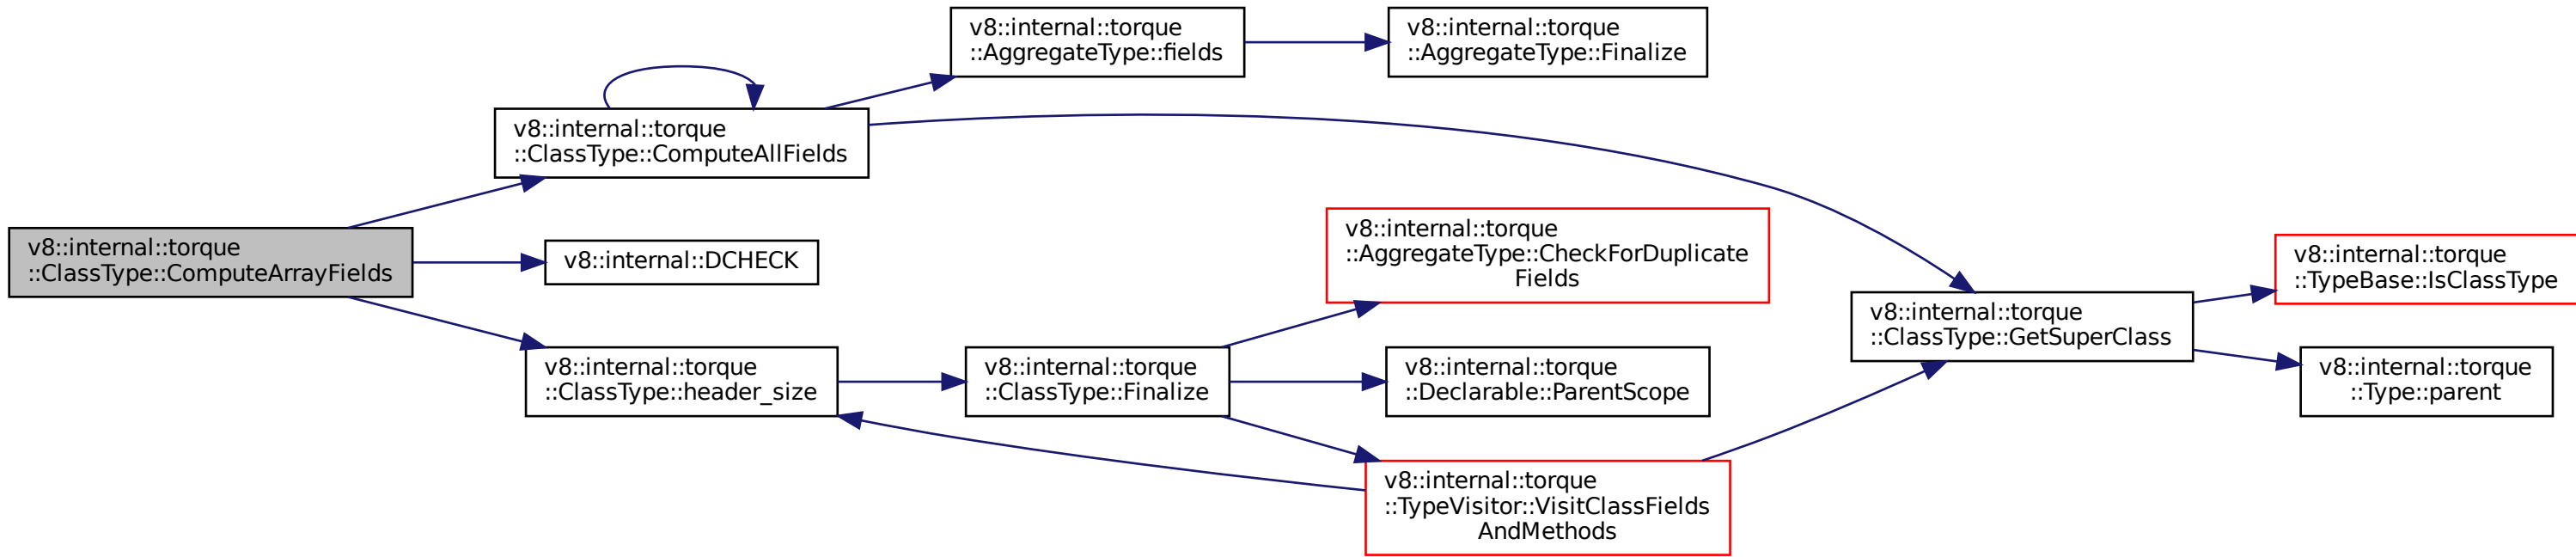 v8::internal::torque
::AggregateType::fields
v8::internal::torque
::AggregateType::Finalize
v8::internal::torque
::ClassType::ComputeAllFields
v8::internal::torque
::ClassType::ComputeArrayFields
v8::internal::DCHECK
v8::internal::torque
::AggregateType::CheckForDuplicate
Fields
v8::internal::torque
::TypeBase::IsClassType
v8::internal::torque
::ClassType::GetSuperClass
v8::internal::torque
::ClassType::header_size
v8::internal::torque
::ClassType::Finalize
v8::internal::torque
::Declarable::ParentScope
v8::internal::torque
::Type::parent
v8::internal::torque
::TypeVisitor::VisitClassFields
AndMethods